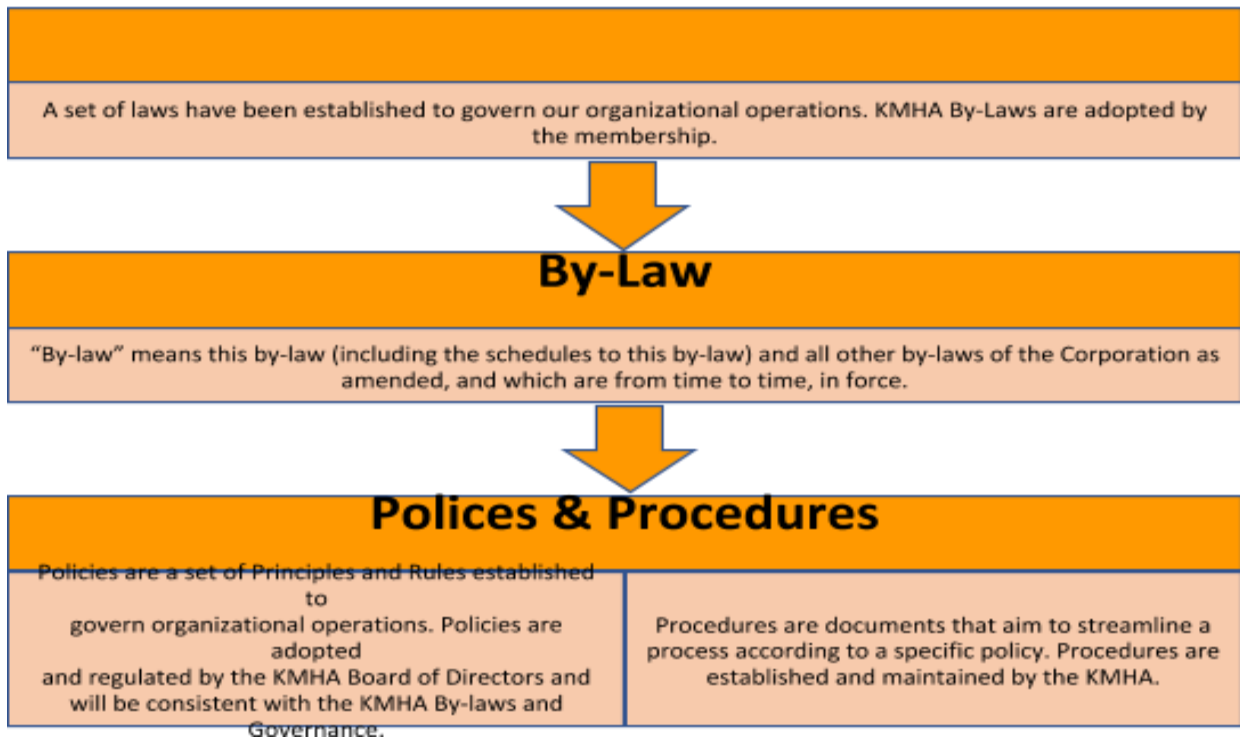 A set of laws have been established to govern our organizational operations. KMHA By-Laws are adopted by
the membership.
By-Law
“By-law” means this by-law (including the schedules to this by-law) and all other by-laws of the Corporation as
amended, and which are from time to time, in force.
Polices & Procedures
Policies are a set of Principles and Rules established
to
govern organizational operations. Policies are
adopted
and regulated by the KMHA Board of Directors and
will be consistent with the KMHA By-laws and
Governance.
Procedures are documents that aim to streamline a
process according to a specific policy. Procedures are
established and maintained by the KMHA.